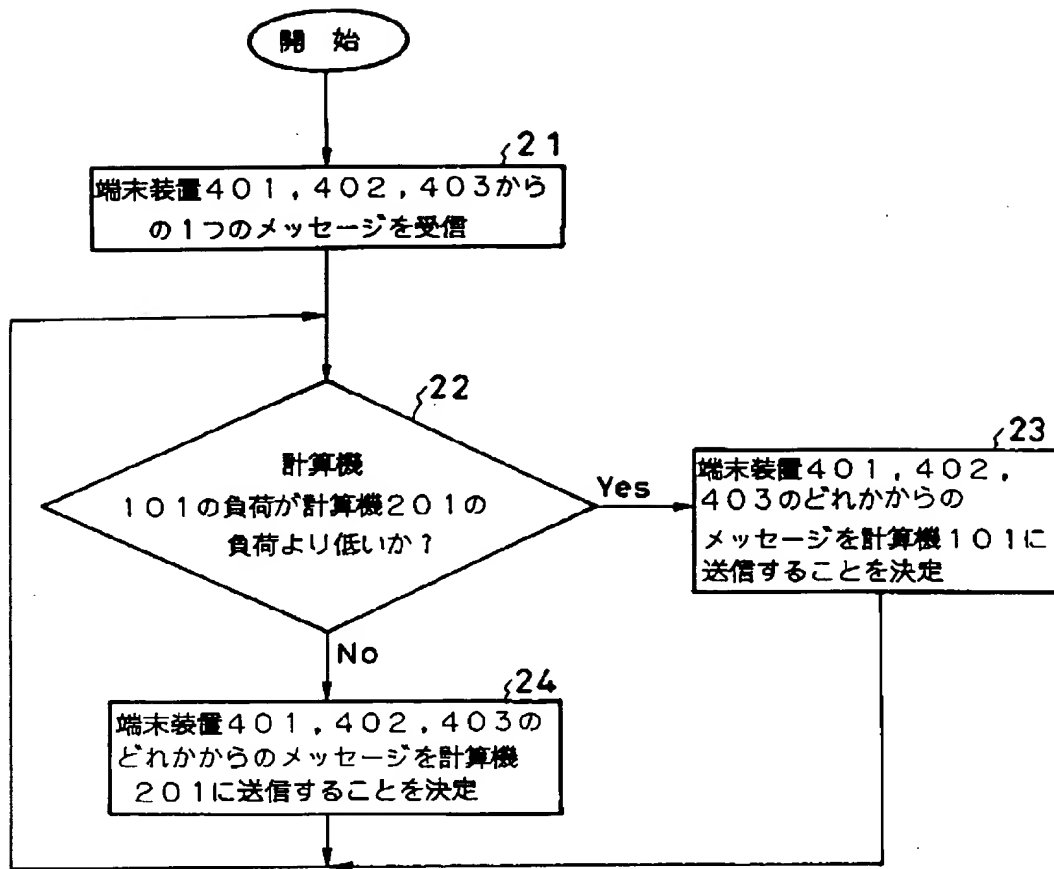 開 始
21
端末装置401,402,403から
の1つのメッセージを受信
22
計算機
101の負荷が計算機201の
負荷より低いか?
Yes
23
端末装置401,402,
403のどれかからの
メッセージを計算機101に
送信することを決定
No
24
端末装置401,402,403の
どれかからのメッセージを計算機
201に送信することを決定